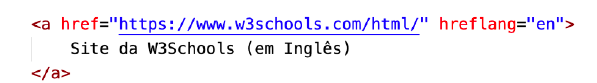 <a href="https://www.w3schools.com/html/" hreflang="en">
Site da W3Schools (em Inglês)
</a>